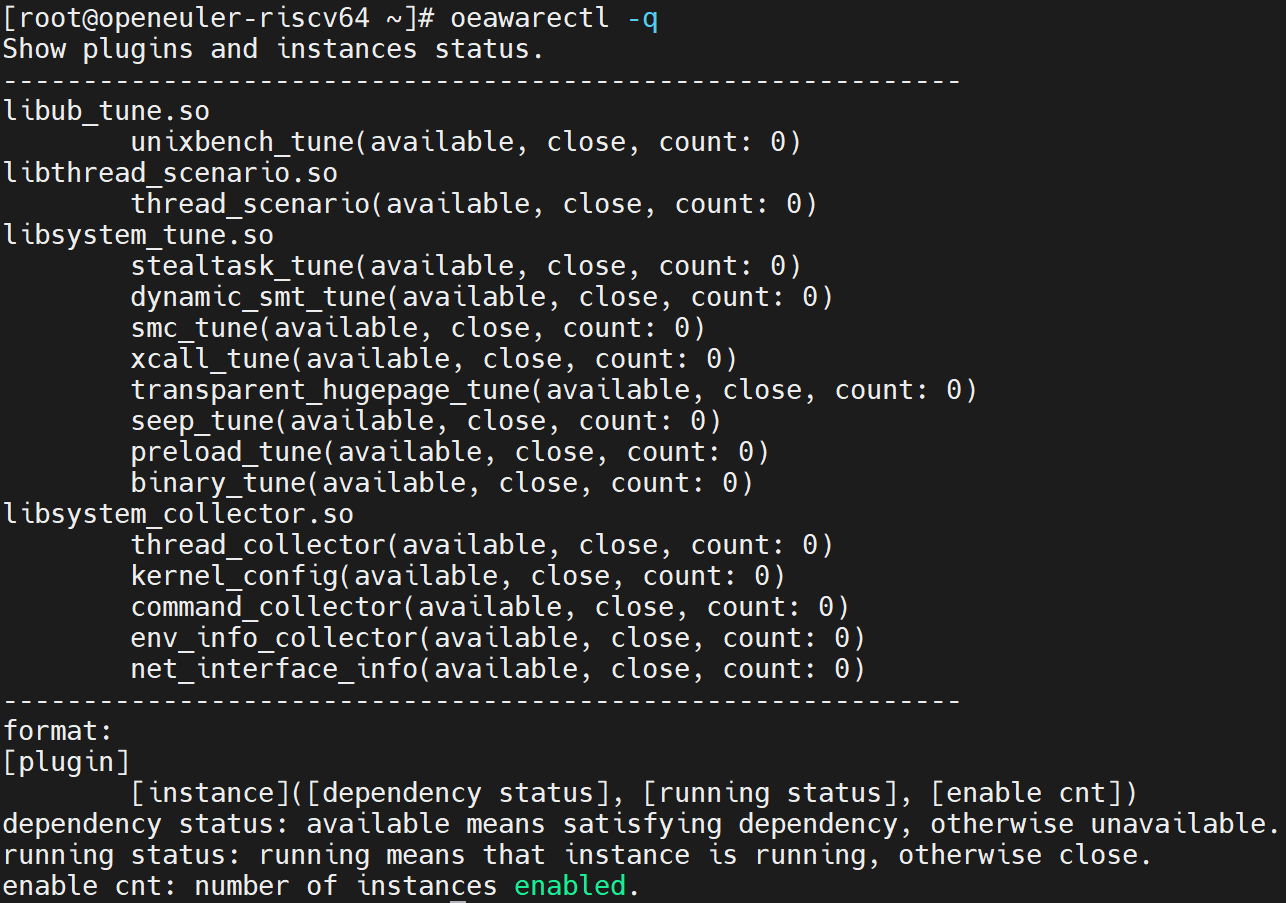 [root@openeuler-riscv64 ~]# oeawarectl -q
Show plugins and instances status.
------------------------------------------------------------
libub_tune.so
        unixbench_tune(available, close, count: 0)
libthread_scenario.so
        thread_scenario(available, close, count: 0)
libsystem_tune.so
        stealtask_tune(available, close, count: 0)
        dynamic_smt_tune(available, close, count: 0)
        smc_tune(available, close, count: 0)
        xcall_tune(available, close, count: 0)
        transparent_hugepage_tune(available, close, count: 0)
        seep_tune(available, close, count: 0)
        preload_tune(available, close, count: 0)
        binary_tune(available, close, count: 0)
libsystem_collector.so
        thread_collector(available, close, count: 0)
        kernel_config(available, close, count: 0)
        command_collector(available, close, count: 0)
        env_info_collector(available, close, count: 0)
        net_interface_info(available, close, count: 0)
------------------------------------------------------------
format:
[plugin]
        [instance]([dependency status], [running status], [enable cnt])
dependency status: available means satisfying dependency, otherwise unavailable.
running status: running means that instance is running, otherwise close.
enable cnt: number of instances enabled.